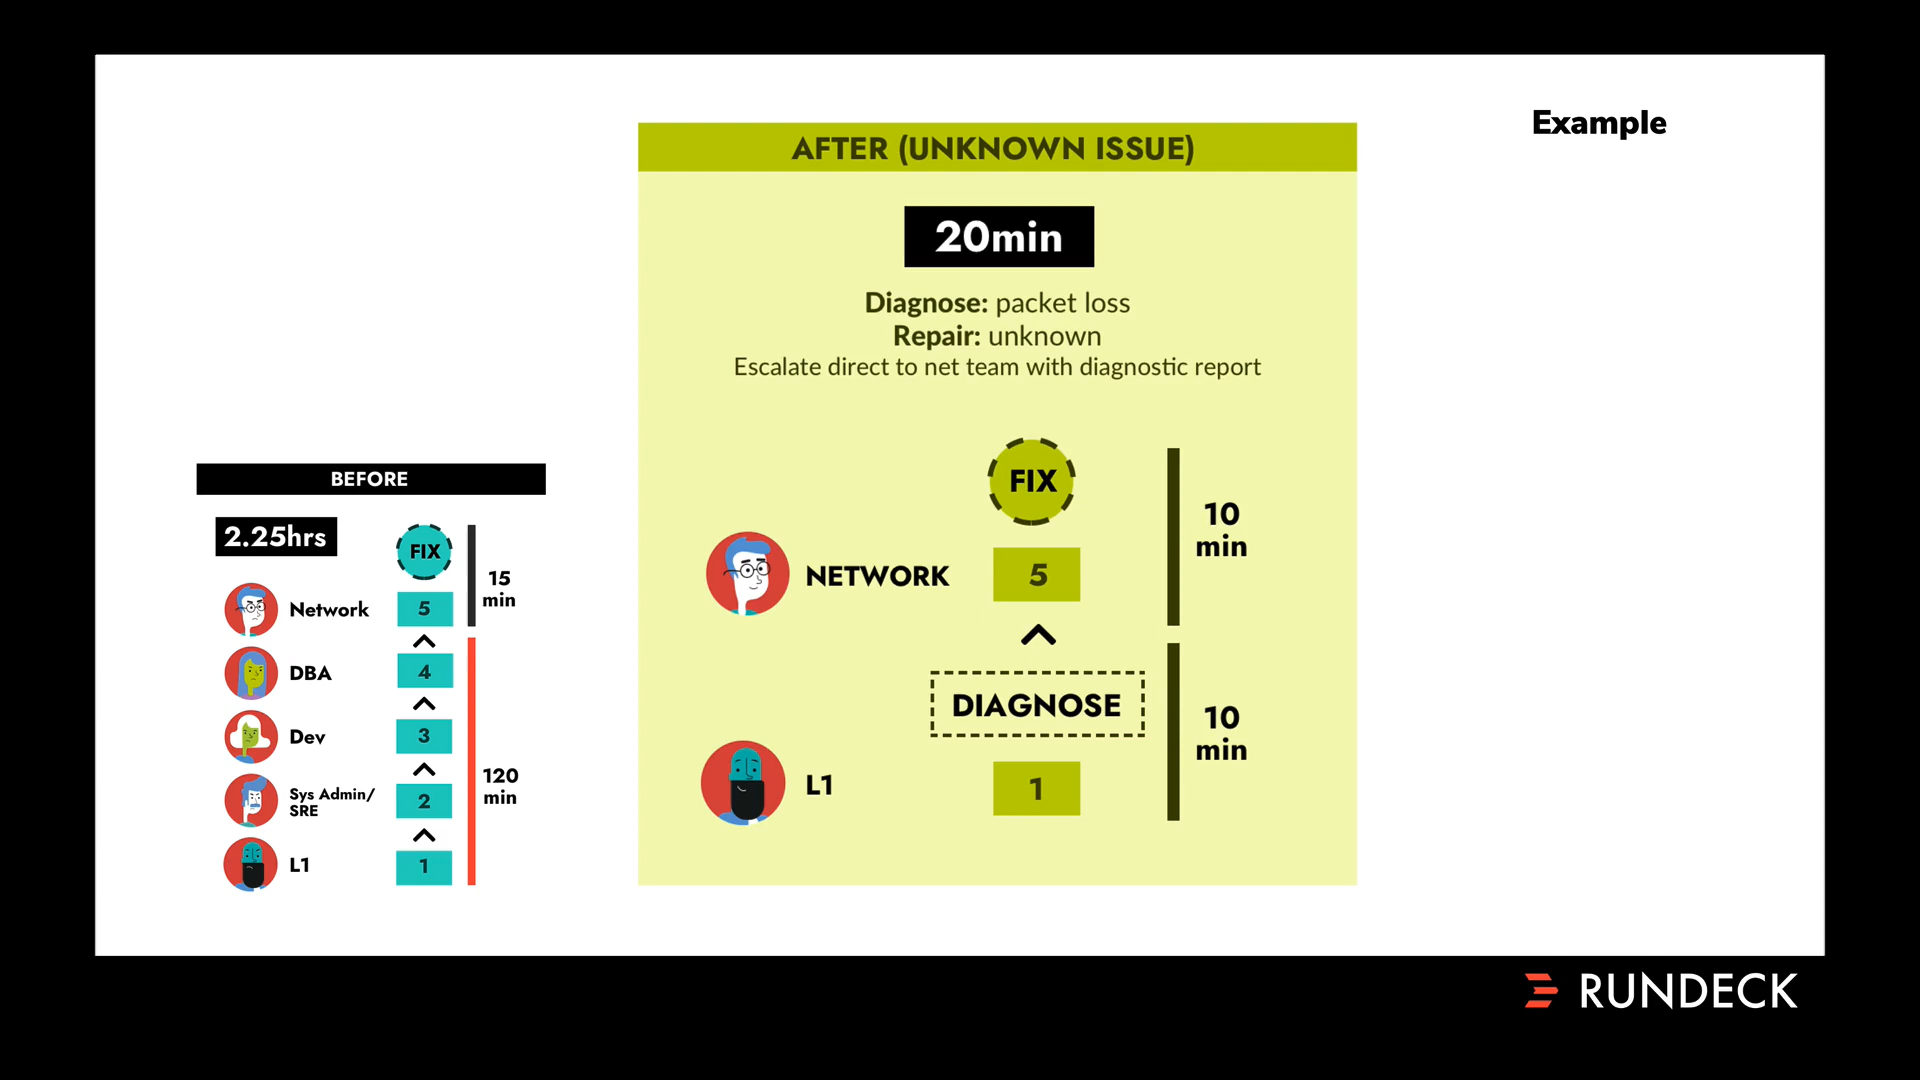 Example
BEFORE
2.25hrs
FIX
15
min
Network
5
DBA
4
Dev
3
120
min
Sys Admin/
SRE
2
L1
1
AFTER (UNKNOWN ISSUE)
20min
Diagnose: packet loss
Repair: unknown
Escalate direct to net team with diagnostic report
FIX
10
min
NETWORK
5
DIAGNOSE
10
min
L1
1
RUNDECK